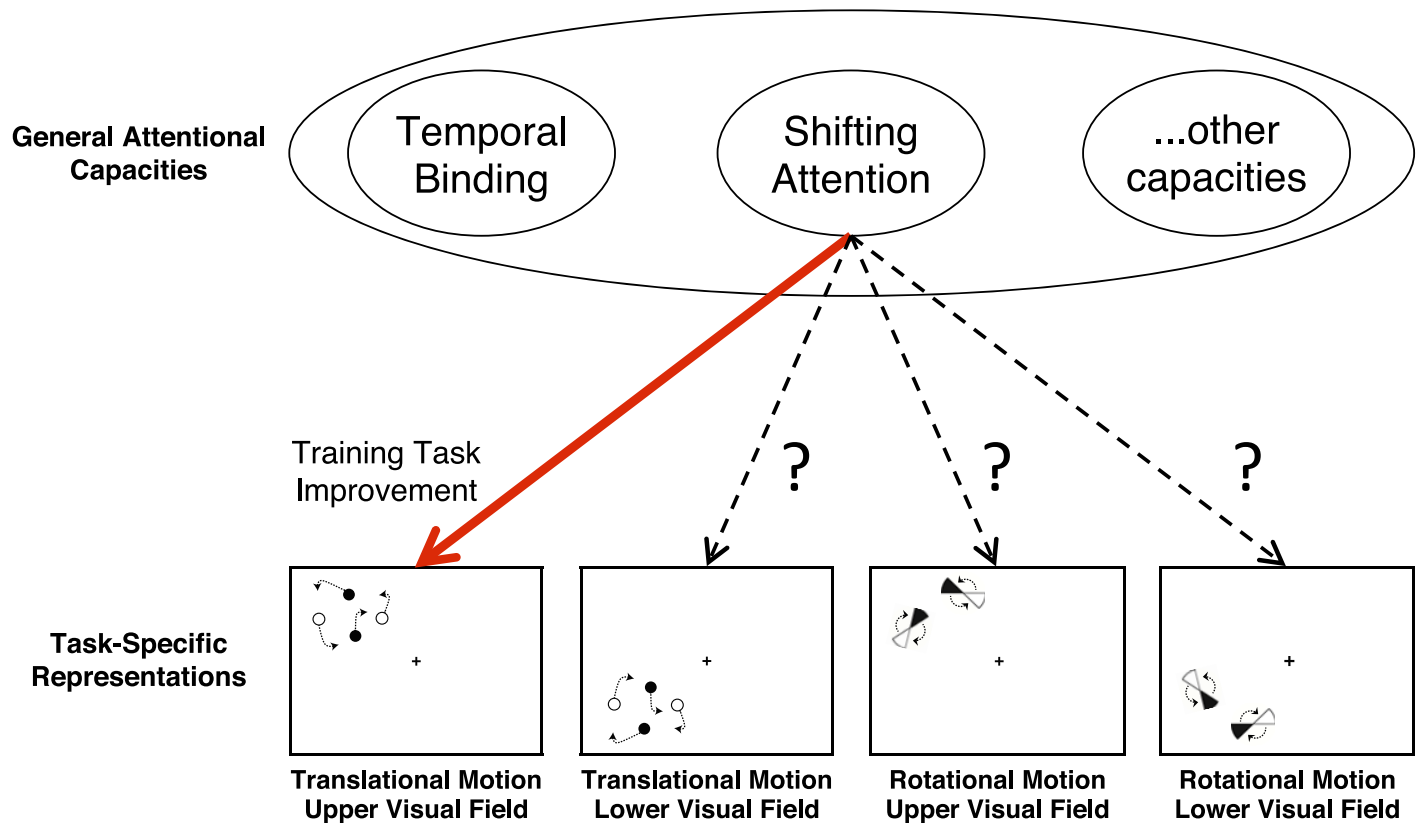 General Attentional
Capacities
Temporal
Binding
Shifting
Attention
...other
capacities
Training Task
Improvement
?
?
?
Task-Specific
Representations
+
+
+
+
Translational Motion
Upper Visual Field
Translational Motion
Lower Visual Field
Rotational Motion
Upper Visual Field
Rotational Motion
Lower Visual Field